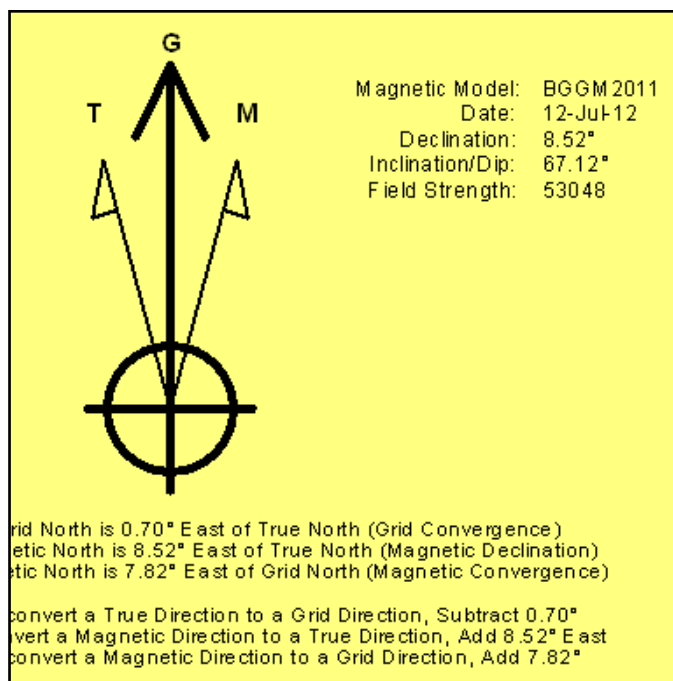 G
T
M
Magnetic Model: BGGM2011
Date: 12-Jul-12
Declination: 8.52°
Inclination/Dip: 67.12°
Field Strength: 53048
rid North is 0.70° East of True North (Grid Convergence)
etic North is 8.52° East of True North (Magnetic Declination)
etic North is 7.82° East of Grid North (Magnetic Convergence)
convert a True Direction to a Grid Direction, Subtract 0.70°
vert a Magnetic Direction to a True Direction, Add 8.52° East
convert a Magnetic Direction to a Grid Direction, Add 7.82°